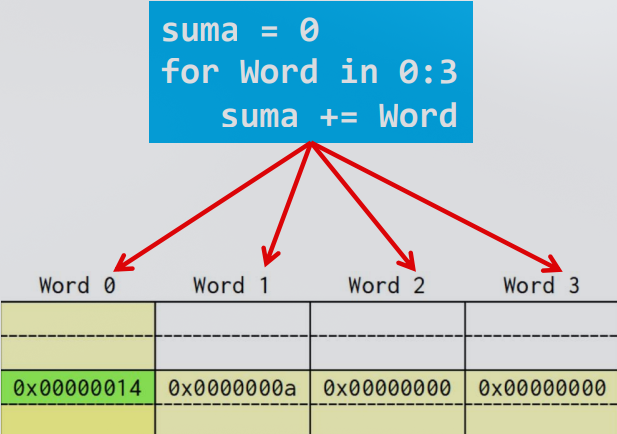 suma = 0
for Word in 0:3
suma += Word
Word 0 Word 1 Word 2 Word 3
0x00000014 0x0000000a 0x00000000 0x00000000